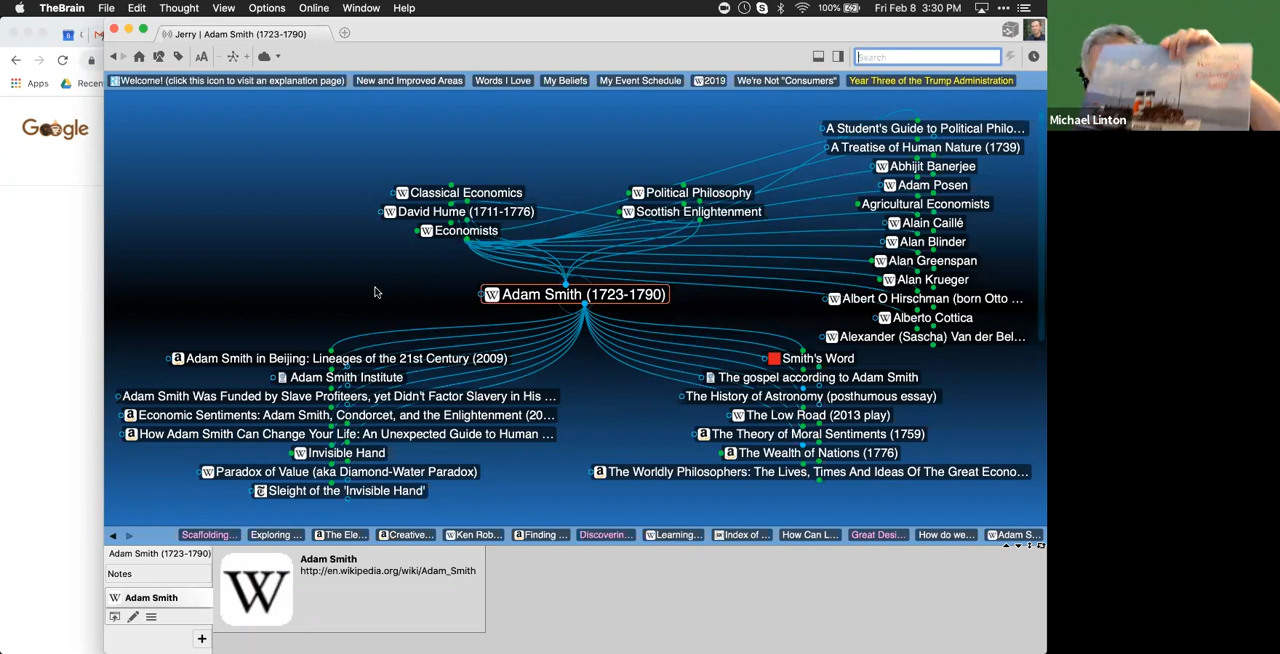 TheBrain File Edit Thought View Options Online Window Help
100% Fri Feb 8 3:30 PM
Jerry | Adam Smith (1723-1790)
AA
Search
Apps Recen
Google
Welcome! (click this icon to visit an explanation page) New and Improved Areas Words I Love My Beliefs My Event Schedule 2019 We're Not "Consumers" Year Three of the Trump Administration
Michael Linton
Classical Economics
David Hume (1711-1776)
Economists
Political Philosophy
Scottish Enlightenment
A Student's Guide to Political Philo...
A Treatise of Human Nature (1739)
Abhijit Banerjee
Adam Posen
Agricultural Economists
Alain Caillé
Alan Blinder
Alan Greenspan
Alan Krueger
Albert O Hirschman (born Otto ...
Alberto Cottica
Alexander (Sascha) Van der Bel...
Adam Smith (1723-1790)
Adam Smith in Beijing: Lineages of the 21st Century (2009)
Adam Smith Institute
Adam Smith Was Funded by Slave Profiteers, yet Didn't Factor Slavery in His ...
Economic Sentiments: Adam Smith, Condorcet, and the Enlightenment (20...
How Adam Smith Can Change Your Life: An Unexpected Guide to Human ...
Invisible Hand
Paradox of Value (aka Diamond-Water Paradox)
Sleight of the 'Invisible Hand'
Smith's Word
The gospel according to Adam Smith
The History of Astronomy (posthumous essay)
The Low Road (2013 play)
The Theory of Moral Sentiments (1759)
The Wealth of Nations (1776)
The Worldly Philosophers: The Lives, Times And Ideas Of The Great Econo...
Scaffolding... Exploring ... The Ele... Creative... Ken Rob... Finding ... Discoverin... Learning... Index of ... How Can L... Great Desi... How do we... Adam S...
Adam Smith (1723-1790)
Notes
W Adam Smith
W
Adam Smith
http://en.wikipedia.org/wiki/Adam_Smith